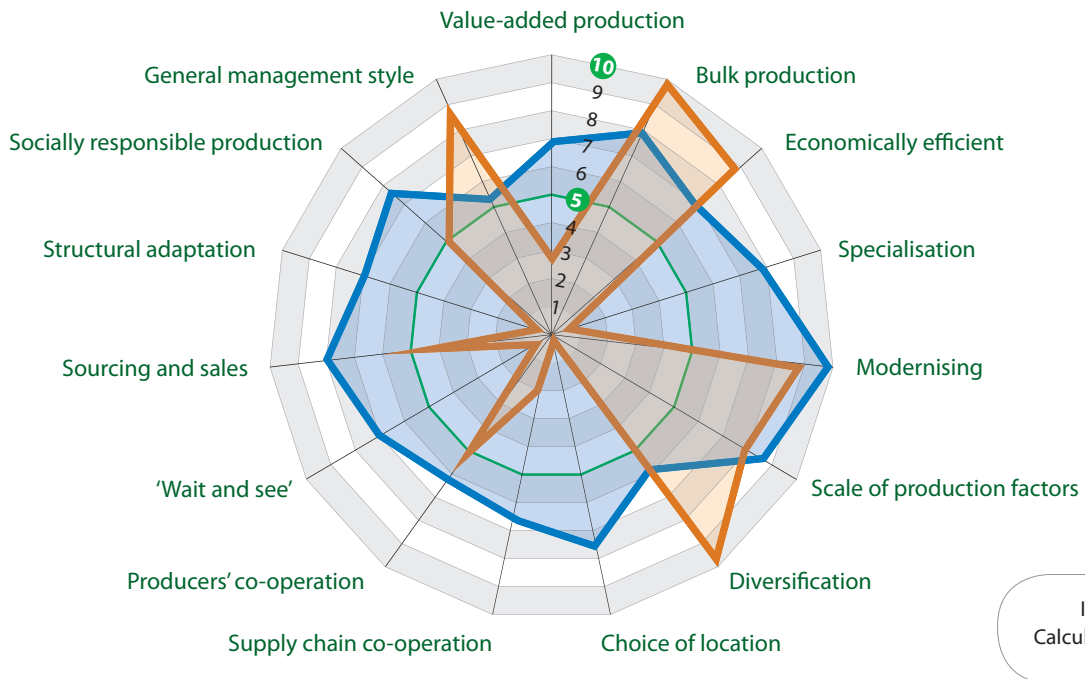 Value-added production
General management style
10
Bulk production
9
8
Socially responsible production
7
Economically efficient
6
5
Structural adaptation
4
Specialisation
3
2
1
Sourcing and sales
Modernising
'Wait and see'
Scale of production factors
Producers' co-operation
Diversification
Supply chain co-operation
Choice of location